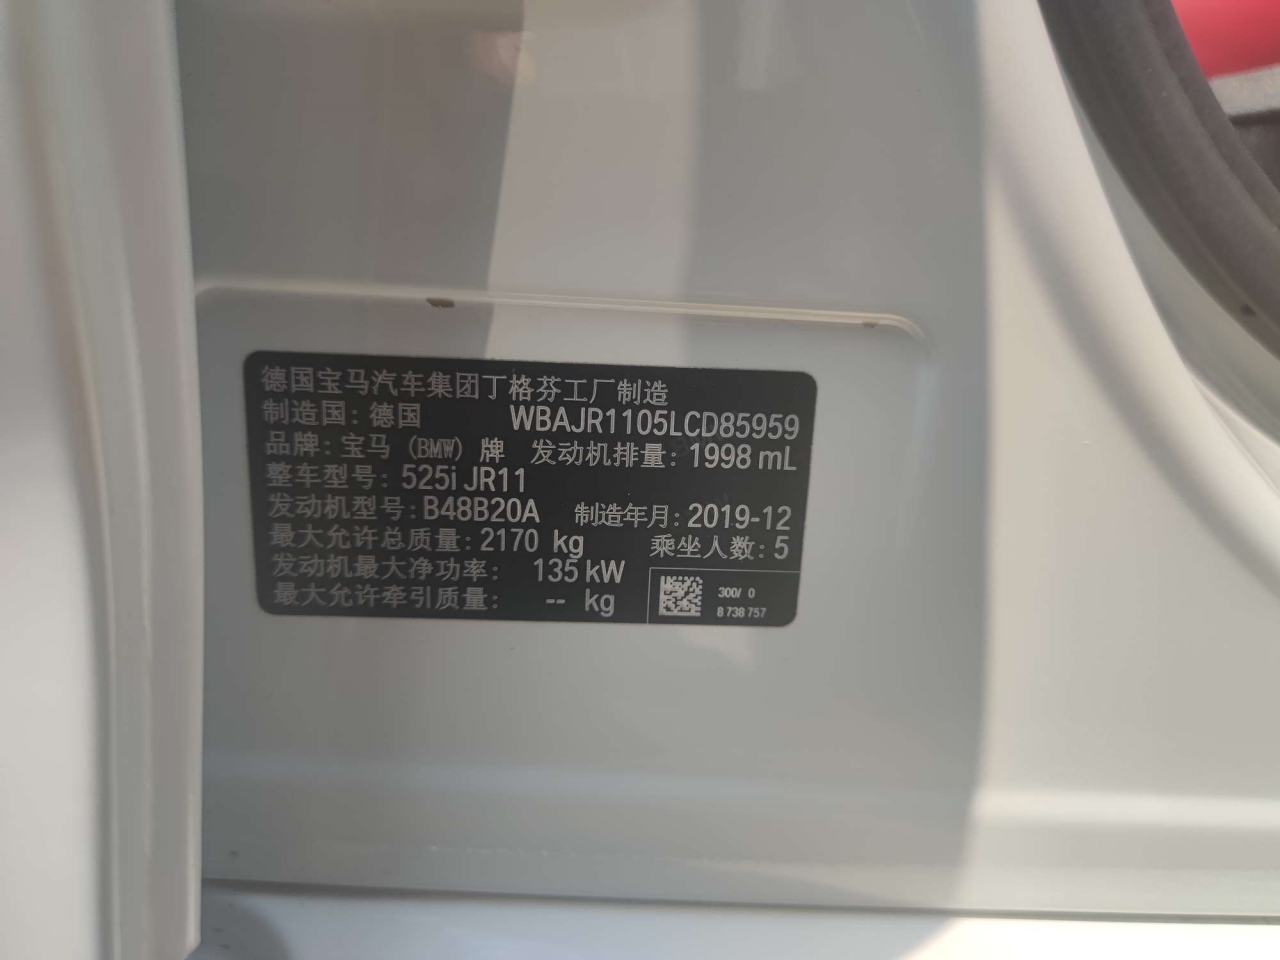 德国宝马汽车集团丁格芬工厂制造
制造国: 德国 WBAJR1105LCD85959
品牌: 宝马 (BMW) 牌 发动机排量: 1998 mL
整车型号: 525i JR11
发动机型号: B48B20A 制造年月: 2019-12
最大允许总质量: 2170 kg 乘坐人数: 5
发动机最大净功率: 135 kW
最大允许牵引质量: -- kg
300/ 0
8 738 757